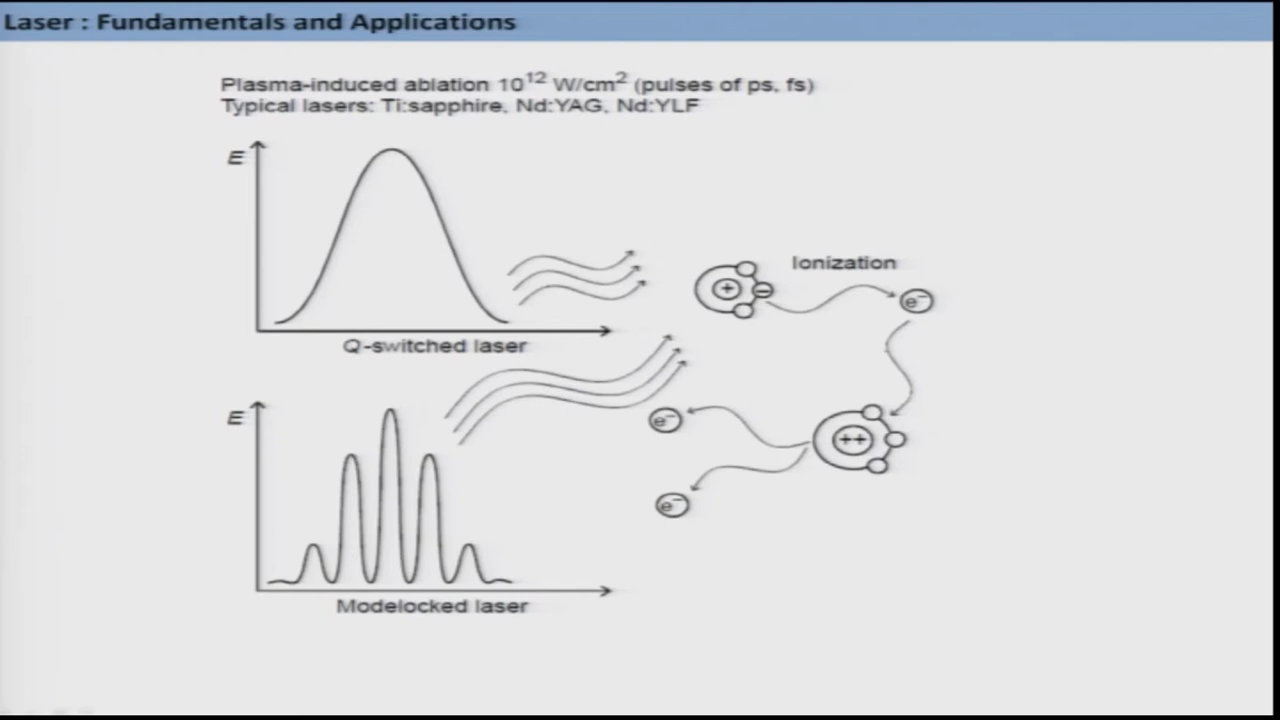 Laser : Fundamentals and Applications
Plasma-induced ablation 10¹² W/cm² (pulses of ps, fs)
Typical lasers: Ti:sapphire, Nd:YAG, Nd:YLF
E
Q-switched laser
+
−
Ionization
e⁻
E
Modelocked laser
e⁻
++
e⁻